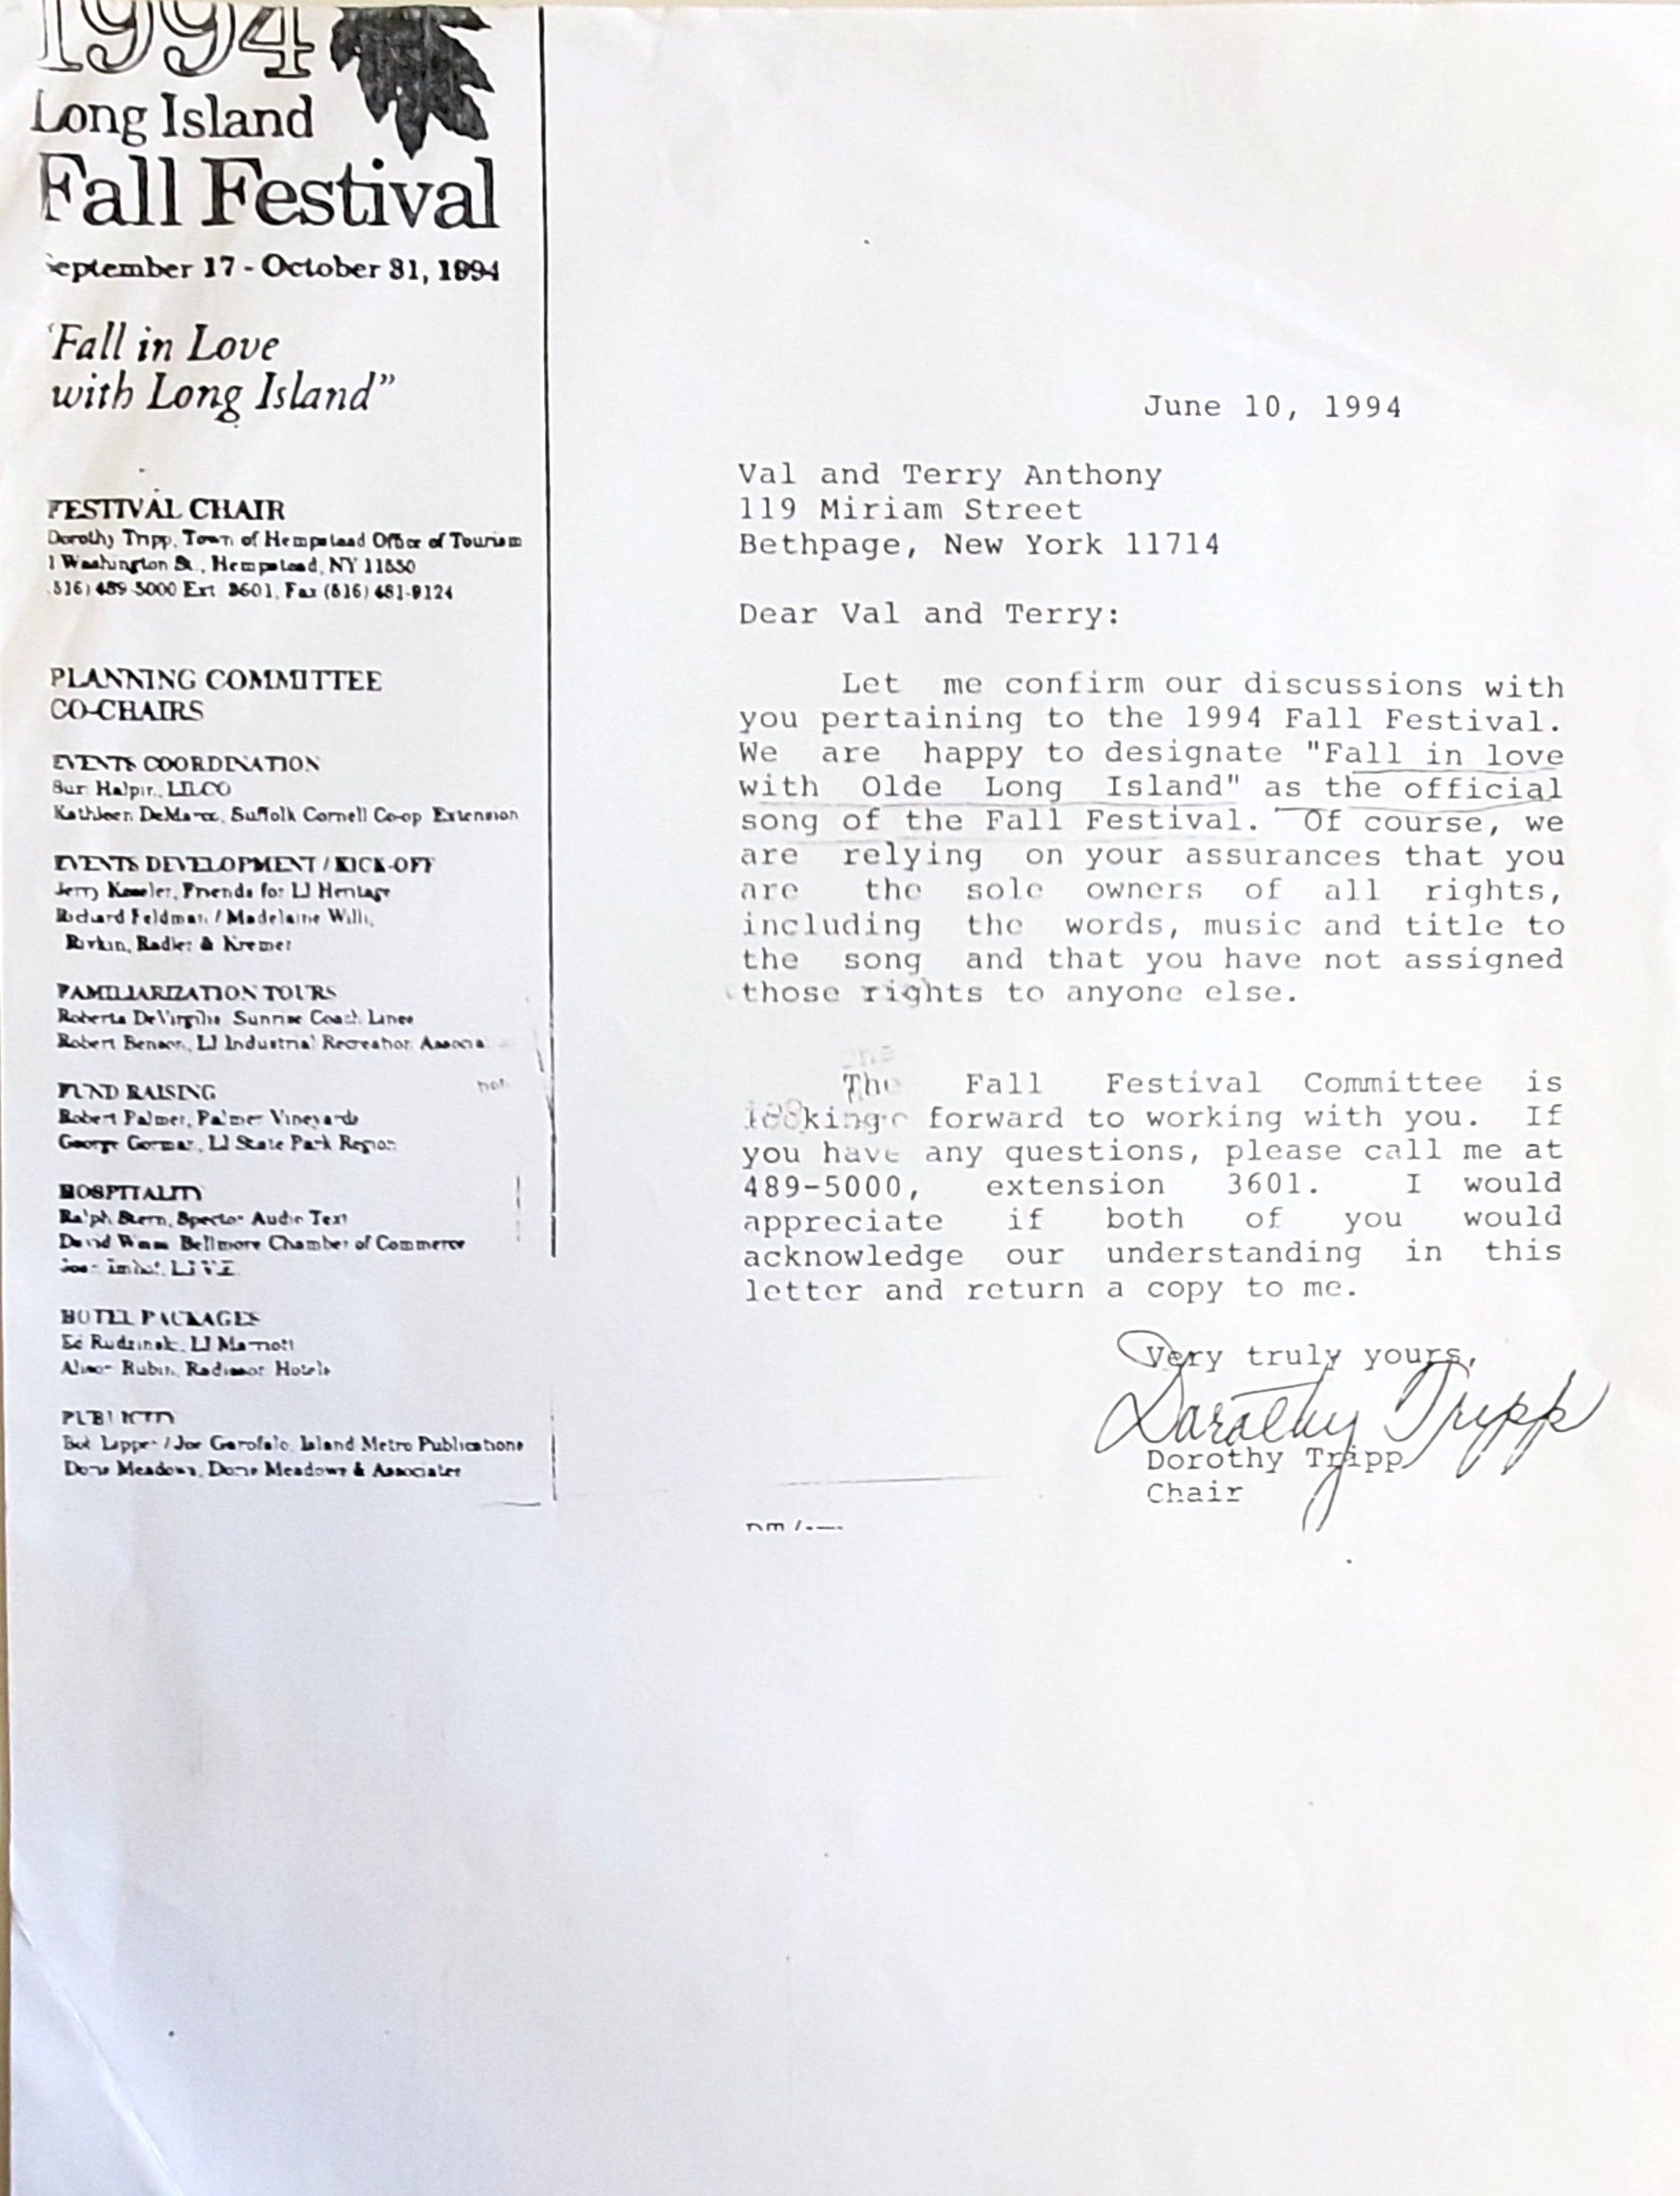 1994
Long Island
Fall Festival
September 17 - October 31, 1994
"Fall in Love
with Long Island"
FESTIVAL CHAIR
Dorothy Tripp, Town of Hempstead Office of Tourism
1 Washington St., Hempstead, NY 11550
516) 489-5000 Ext 3601, Fax (516) 481-9124
PLANNING COMMITTEE
CO-CHAIRS
EVENTS COORDINATION
Halpin, LILCO
Kathleen DeMarco, Suffolk Cornell Co-op Extension
EVENTS DEVELOPMENT / KICK-OFF
Jerry Kessler, Friends for LI Heritage
Richard Feldman / Madelaine Willi,
Rivkin, Radler & Kremer
FAMILIARIZATION TOURS
Roberta DeVirgilio Sunrise Coach Lines
Robert Benson, LI Industrial Recreation Associa
FUND RAISING
Robert Palmer, Palmer Vineyards
George Gorman, LI State Park Region
HOSPITALITY
Ralph Stern, Spector Audio Text
David Bellmore Chamber of Commerce
HOTEL PACKAGES
Ed LI Marriott
Alison Rubin, Radisson Hotels
PUBLICITY
Joe Garofalo, Island Metro Publications
Meadows, Meadows & Associates
June 10, 1994
Val and Terry Anthony
119 Miriam Street
Bethpage, New York 11714
Dear Val and Terry:
Let me confirm our discussions with
you pertaining to the 1994 Fall Festival.
We are happy to designate "Fall in love
with Olde Long Island" as the official
song of the Fall Festival. Of course, we
are relying on your assurances that you
are the sole owners of all rights,
including the words, music and title to
the song and that you have not assigned
those rights to anyone else.
The Fall Festival Committee is
looking forward to working with you. If
you have any questions, please call me at
489-5000, extension 3601. I would
appreciate if both of you would
acknowledge our understanding in this
letter and return a copy to me.
Very truly yours,
Dorothy Tripp
Dorothy Tripp
Chair